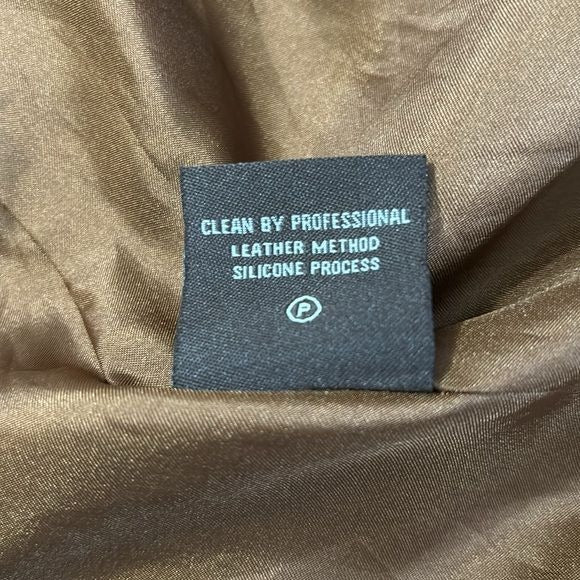 CLEAN BY PROFESSIONAL
LEATHER METHOD
SILICONE PROCESS
P